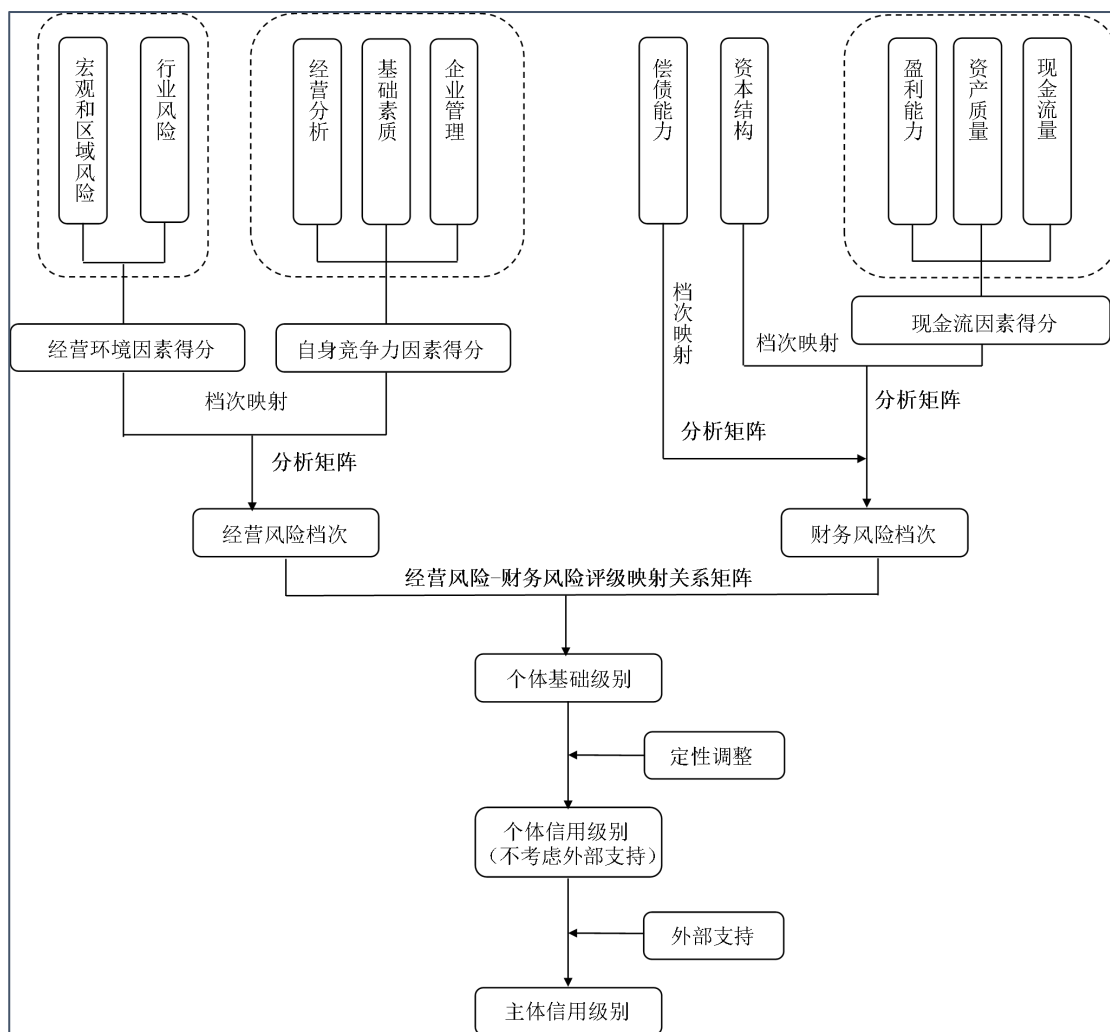 宏观和区域风险
行业风险
经营分析
基础素质
企业管理
偿债能力
资本结构
盈利能力
资产质量
现金流量
经营环境因素得分
自身竞争力因素得分
档次映射
档次映射
现金流因素得分
档次映射
分析矩阵
分析矩阵
分析矩阵
经营风险档次
财务风险档次
经营风险-财务风险评级映射关系矩阵
个体基础级别
定性调整
个体信用级别
（不考虑外部支持）
外部支持
主体信用级别